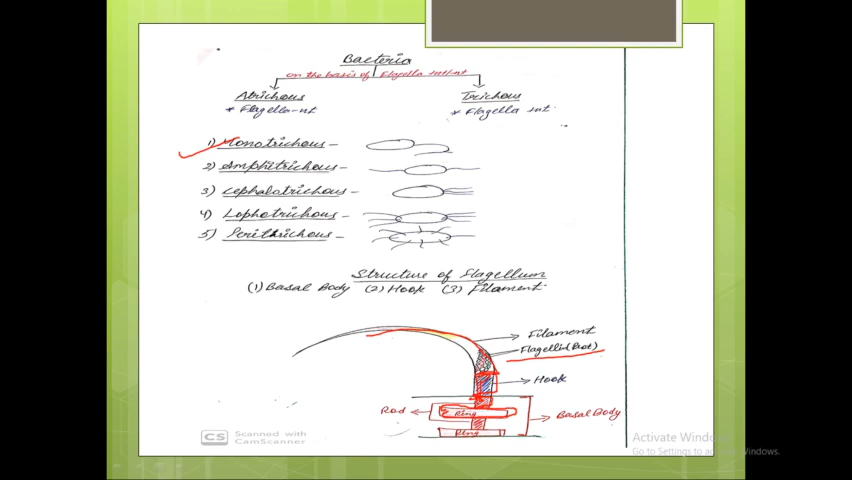 Bacteria
on the basis of Flagella
Atrichous
Tricichous
* Flagella-nt
* Flagella int.
1) Monotrichous -
2) Amphitrichous -
3) Cephalotrichous -
4) Lophotrichous -
5) Peritrichous -
Structure of Flagellum
(1) Basal Body (2) Hook (3) Filament
Filament
Flagellin(Prot)
Hook
Rod
Ring
Basal Body
Ring
CS Scanned with
CamScanner
Activate Windows
Go to Settings to activate Windows.